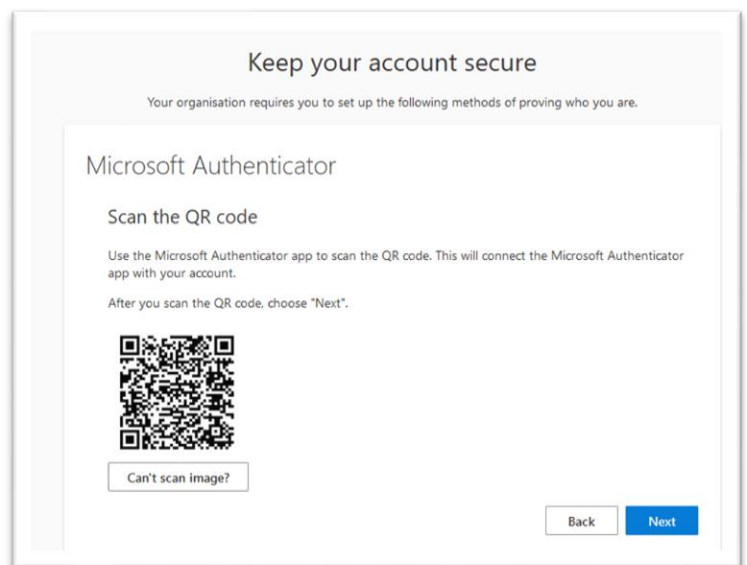 Keep your account secure
Your organisation requires you to set up the following methods of proving who you are.
Microsoft Authenticator
Scan the QR code
Use the Microsoft Authenticator app to scan the QR code. This will connect the Microsoft Authenticator
app with your account.
After you scan the QR code, choose "Next".
Can't scan image?
Back
Next